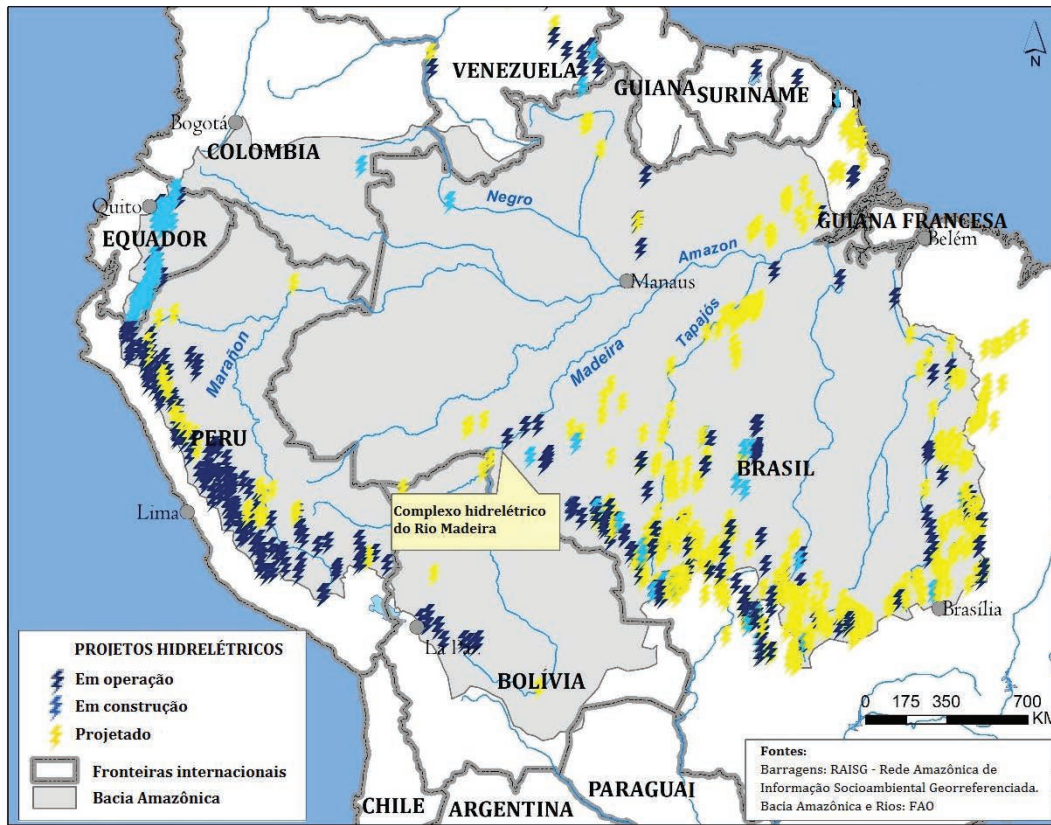 N
VENEZUELA
GUIANA
SURINAME
Bogotá
COLOMBIA
Negro
Quito
EQUADOR
GUIANA FRANCESA
Belém
Amazon
Manaus
Tapajós
Madeira
Marañon
PERU
BRASIL
Complexo hidrelétrico
do Rio Madeira
Lima
Brasília
BOLÍVIA
PROJETOS HIDRELÉTRICOS
Em operação
Em construção
Projetado
Fronteiras internacionais
Bacia Amazônica
0 175 350 700
KM
PARAGUAI
CHILE
ARGENTINA
Fontes:
Barragens: RAISG - Rede Amazônica de
Informação Socioambiental Georreferenciada.
Bacia Amazônica e Rios: FAO